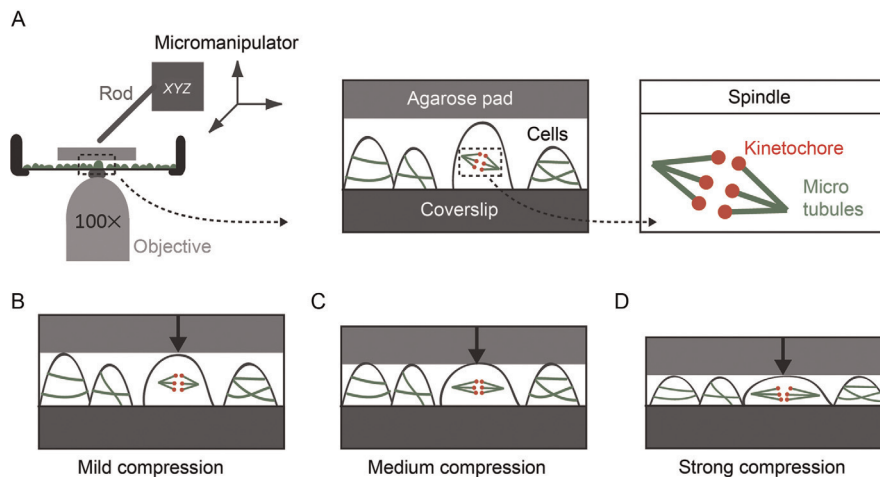 A
Micromanipulator
Rod
XYZ
100×
Objective
Agarose pad
Cells
Coverslip
Spindle
Kinetochore
Micro
tubules
B
Mild compression
C
Medium compression
D
Strong compression